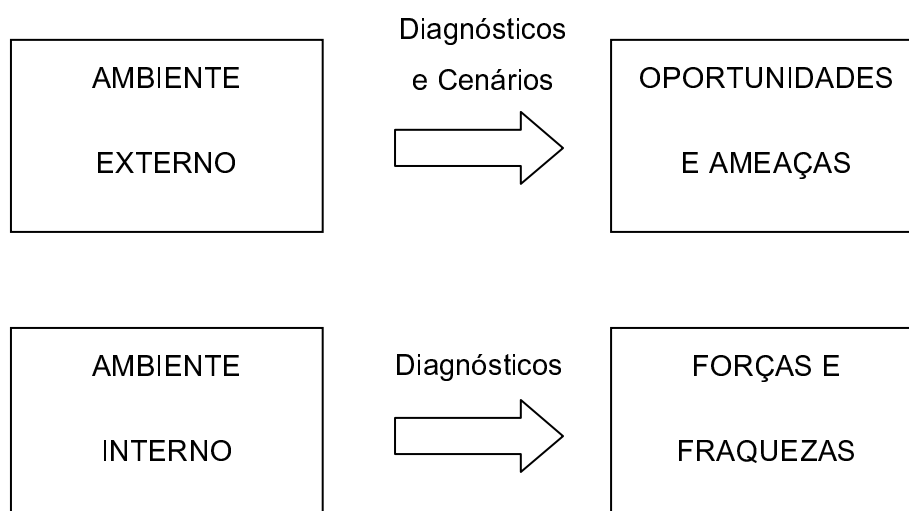 AMBIENTE
EXTERNO
Diagnósticos
e Cenários
OPORTUNIDADES
E AMEAÇAS
AMBIENTE
INTERNO
Diagnósticos
FORÇAS E
FRAQUEZAS